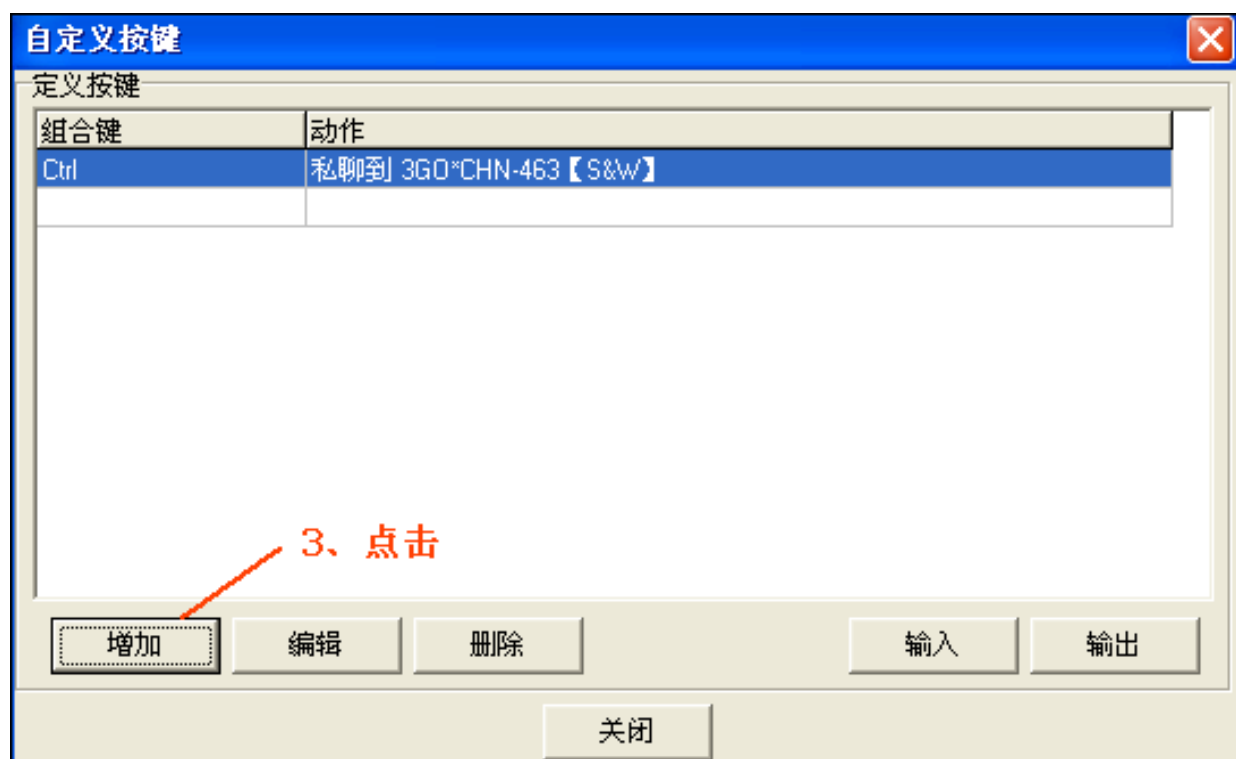 自定义按键
定义按键
组合键 动作
Ctrl 私聊到 3GO*CHN-463【S&W】
3、点击
增加 编辑 删除 输入 输出
关闭